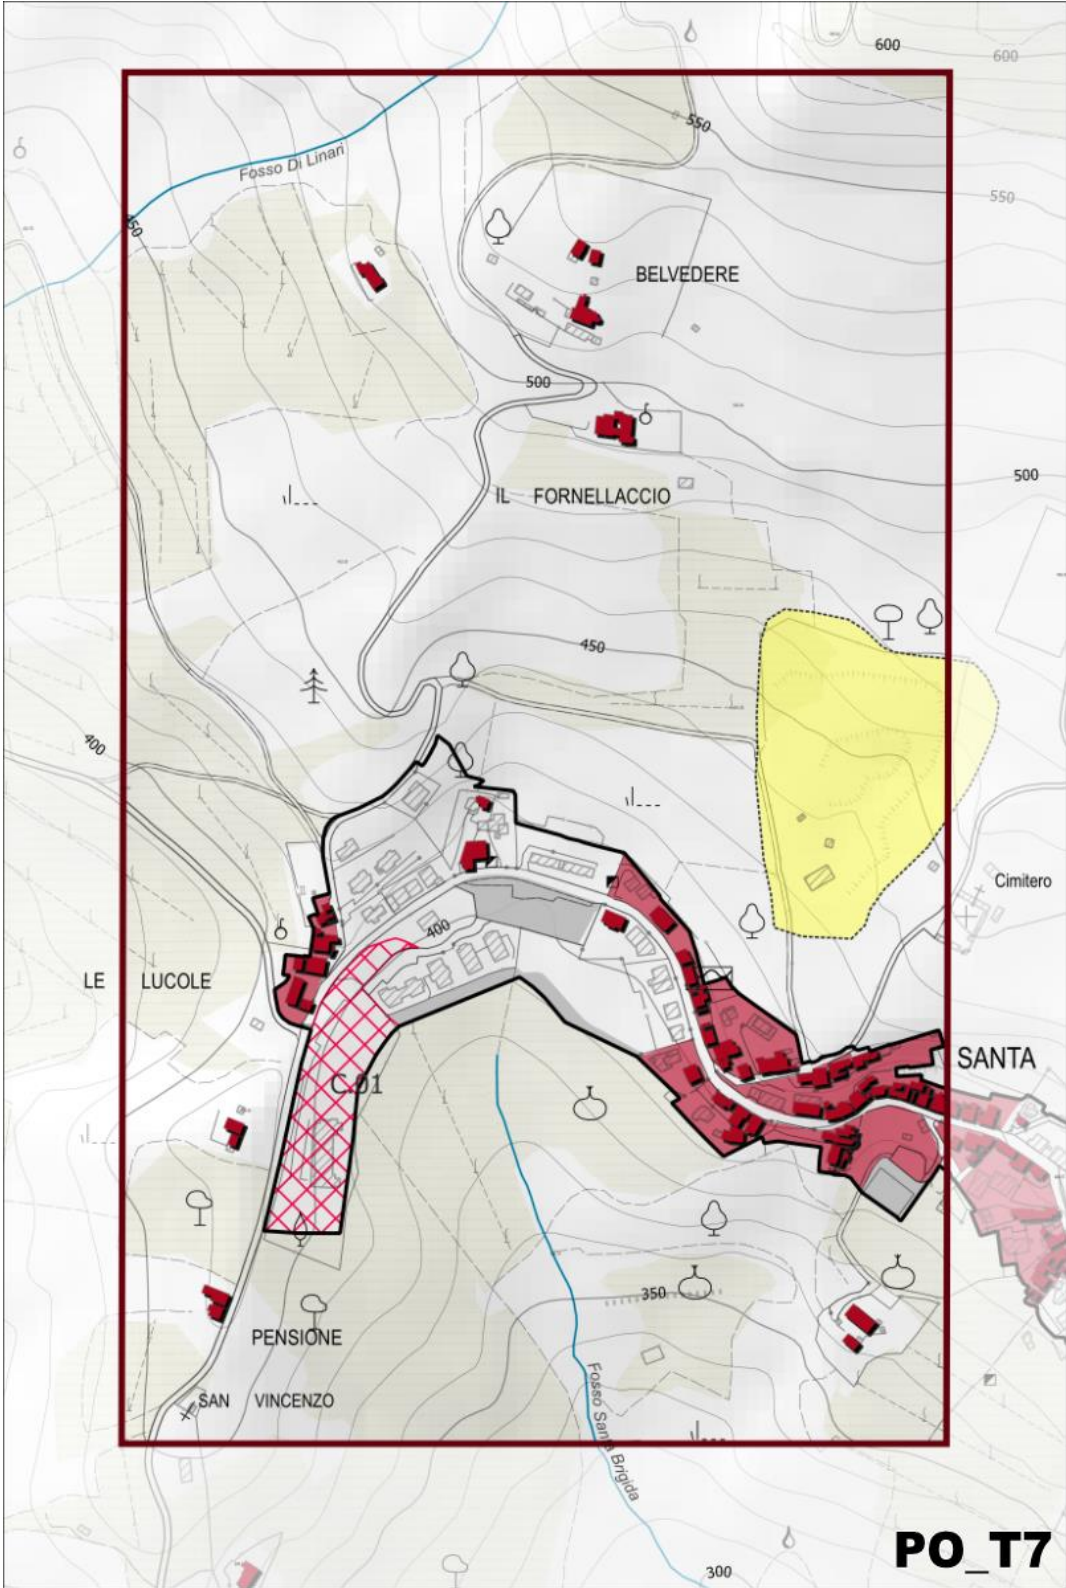 600
600
550
Fosso Di Linari
550
450
BELVEDERE
500
500
IL FORNELLACCIO
450
400
Cimitero
400
LE LUCOLE
SANTA
C.01
350
PENSIONE
SAN VINCENZO
Fosso Santa Brigida
PO_T7
300